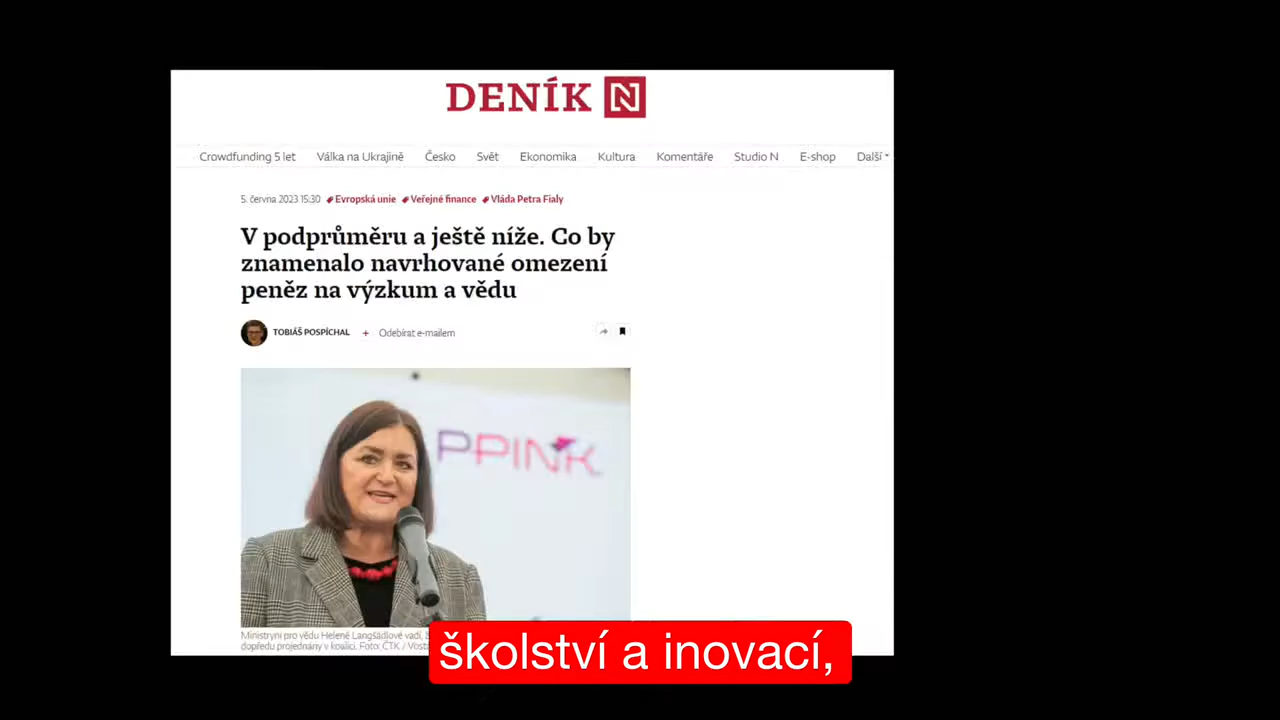 DENÍK N
Crowdfunding 5 let Válka na Ukrajině Česko Svět Ekonomika Kultura Komentáře Studio N E-shop Další
5. června 2023 15:30 Evropská unie Veřejné finance Vláda Petra Fialy
V podprůměru a ještě níže. Co by
znamenalo navrhované omezení
peněz na výzkum a vědu
TOBIÁŠ POSPÍCHAL + Odebírat e-mailem
PPINK
Ministryni pro vědu Heleně Langšádlové vadí,
dopředu projednány v koalici. Foto: ČTK /
školství a inovací,